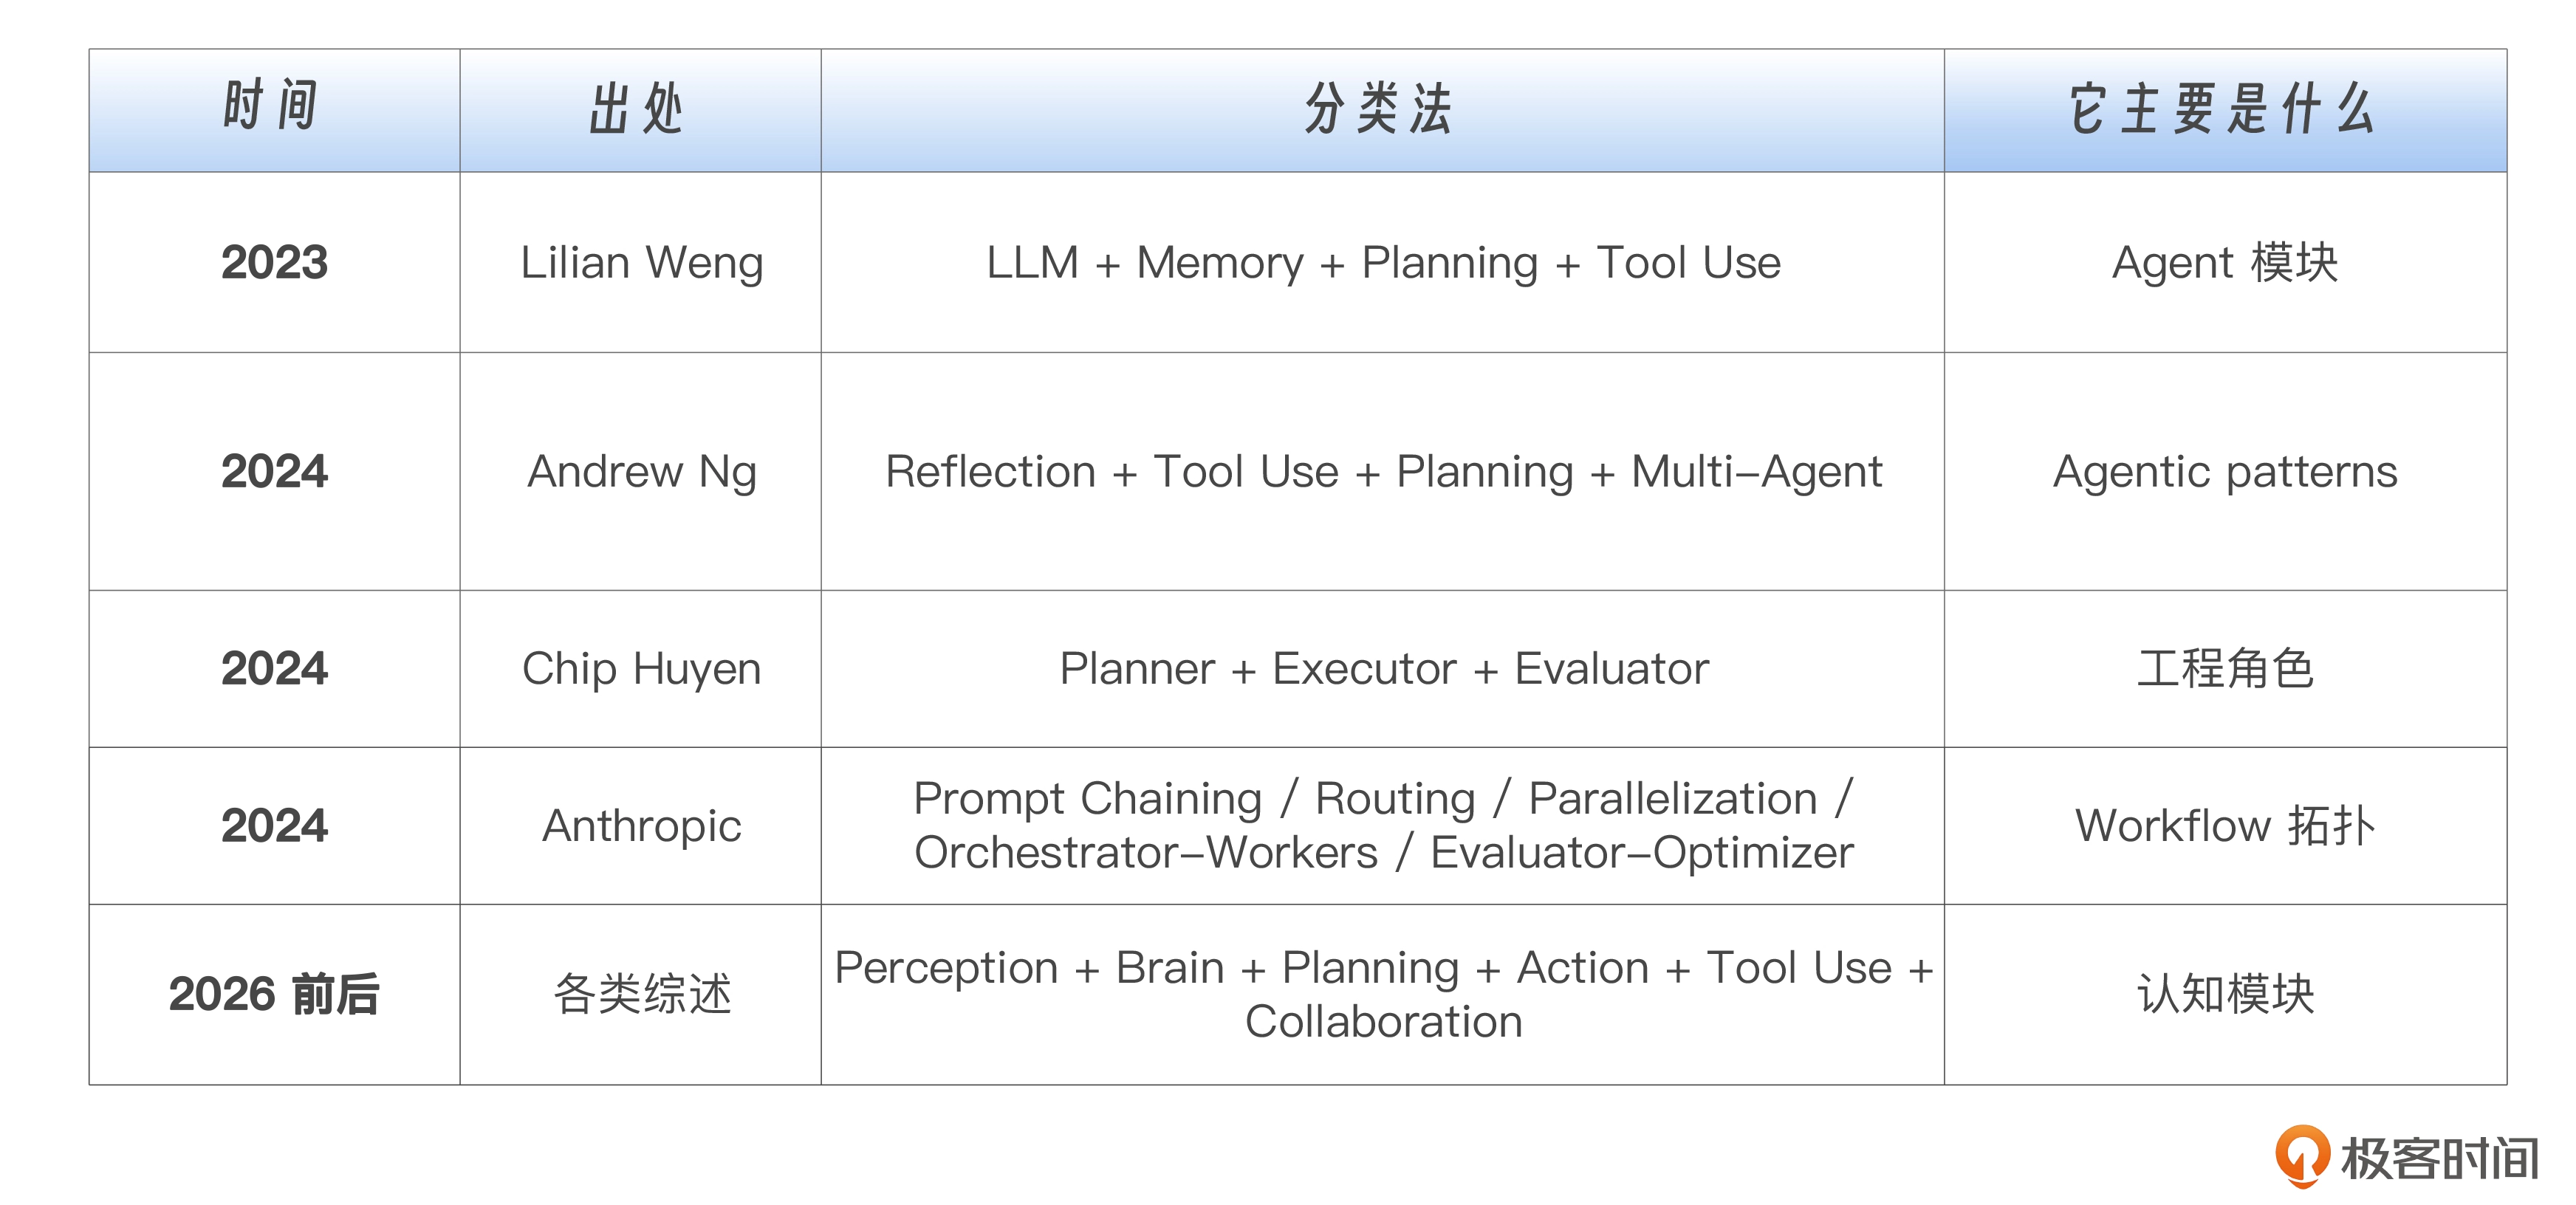 时间 出处 分类法 它主要是什么
2023 Lilian Weng LLM + Memory + Planning + Tool Use Agent 模块
2024 Andrew Ng Reflection + Tool Use + Planning + Multi-Agent Agentic patterns
2024 Chip Huyen Planner + Executor + Evaluator 工程角色
2024 Anthropic Prompt Chaining / Routing / Parallelization /
Orchestrator-Workers / Evaluator-Optimizer Workflow 拓扑
2026 前后 各类综述 Perception + Brain + Planning + Action + Tool Use +
Collaboration 认知模块
极客时间